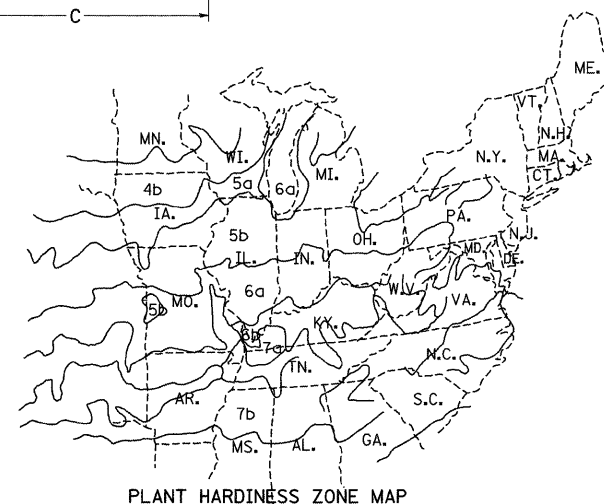 C
ME.
VT.
N.H.
MN.
WI.
MI.
N.Y.
MA.
CT.
4b
5a
6a
IA.
PA.
5b
OH.
N.J.
IL.
IN.
MD.
DE.
6a
W.V.
MO.
5b
VA.
KY.
6b
7a
N.C.
TN.
AR.
S.C.
7b
GA.
MS.
AL.
PLANT HARDINESS ZONE MAP